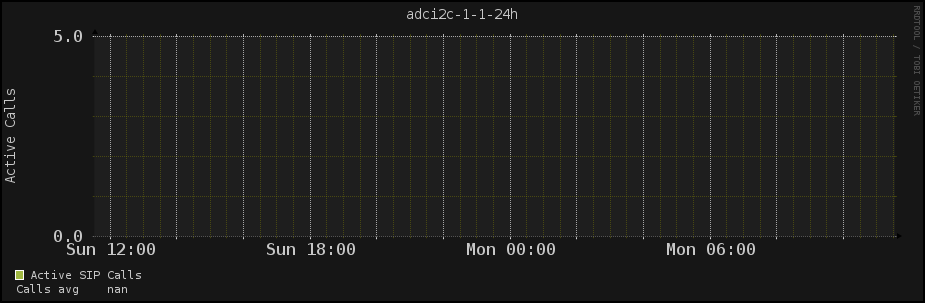 adci2c-1-1-24h
RRDTOOL / TOBI OETIKER
5.0
Active Calls
0.0
Sun 12:00 Sun 18:00 Mon 00:00 Mon 06:00
Active SIP Calls
Calls avg nan